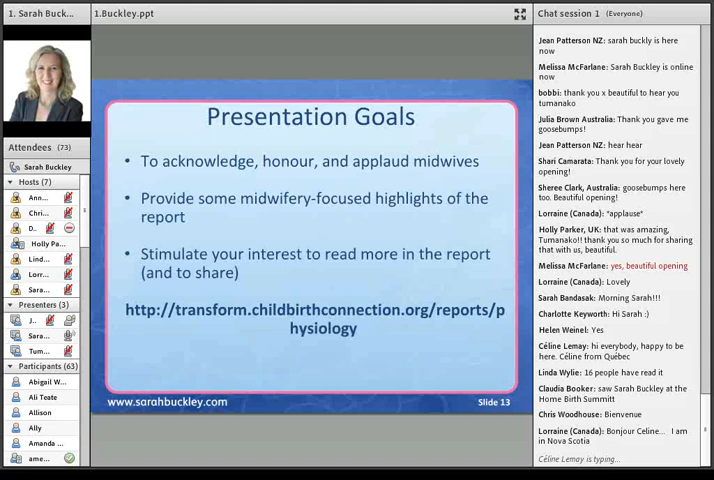 1. Sarah Buck...
1.Buckley.ppt
Chat session 1 (Everyone)
Attendees (73)
Sarah Buckley
Hosts (7)
Ann...
Chri...
D..
Holly Pa...
Lind...
Lorr...
Sara...
Presenters (3)
J..
Sara...
Tum...
Participants (63)
Abigail W...
Ali Teate
Allison
Ally
Amanda ...
ame...
Presentation Goals
• To acknowledge, honour, and applaud midwives
• Provide some midwifery-focused highlights of the
report
• Stimulate your interest to read more in the report
(and to share)
http://transform.childbirthconnection.org/reports/p
hysiology
www.sarahbuckley.com
Slide 13
Jean Patterson NZ: sarah buckly is here
now
Melissa McFarlane: Sarah Buckley is online
now
bobbi: thank you x beautiful to hear you
tumanako
Julia Brown Australia: Thank you gave me
goosebumps!
Jean Patterson NZ: hear hear
Shari Camarata: Thank you for your lovely
opening!
Sheree Clark, Australia: goosebumps here
too. Beautiful opening!
Lorraine (Canada): "applause"
Holly Parker, UK: that was amazing,
Tumanako!! thank you so much for sharing
that with us, beautiful.
Melissa McFarlane: yes, beautiful opening
Lorraine (Canada): Lovely
Sarah Bandasak: Morning Sarah!!!
Charlotte Keyworth: Hi Sarah :)
Helen Weinel: Yes
Céline Lemay: hi everybody, happy to be
here. Céline from Québec
Linda Wylie: 16 people have read it
Claudia Booker: saw Sarah Buckley at the
Home Birth Summitt
Chris Woodhouse: Bienvenue
Lorraine (Canada): Bonjour Celine... I am
in Nova Scotia
Céline Lemay is typing...